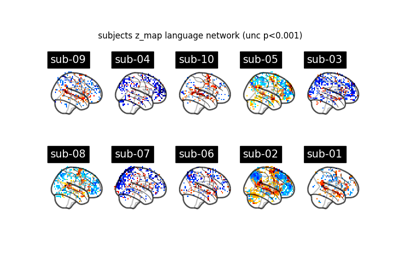 subjects z_map language network (unc p<0.001)
sub-09 sub-04 sub-10 sub-05 sub-03
sub-08 sub-07 sub-06 sub-02 sub-01